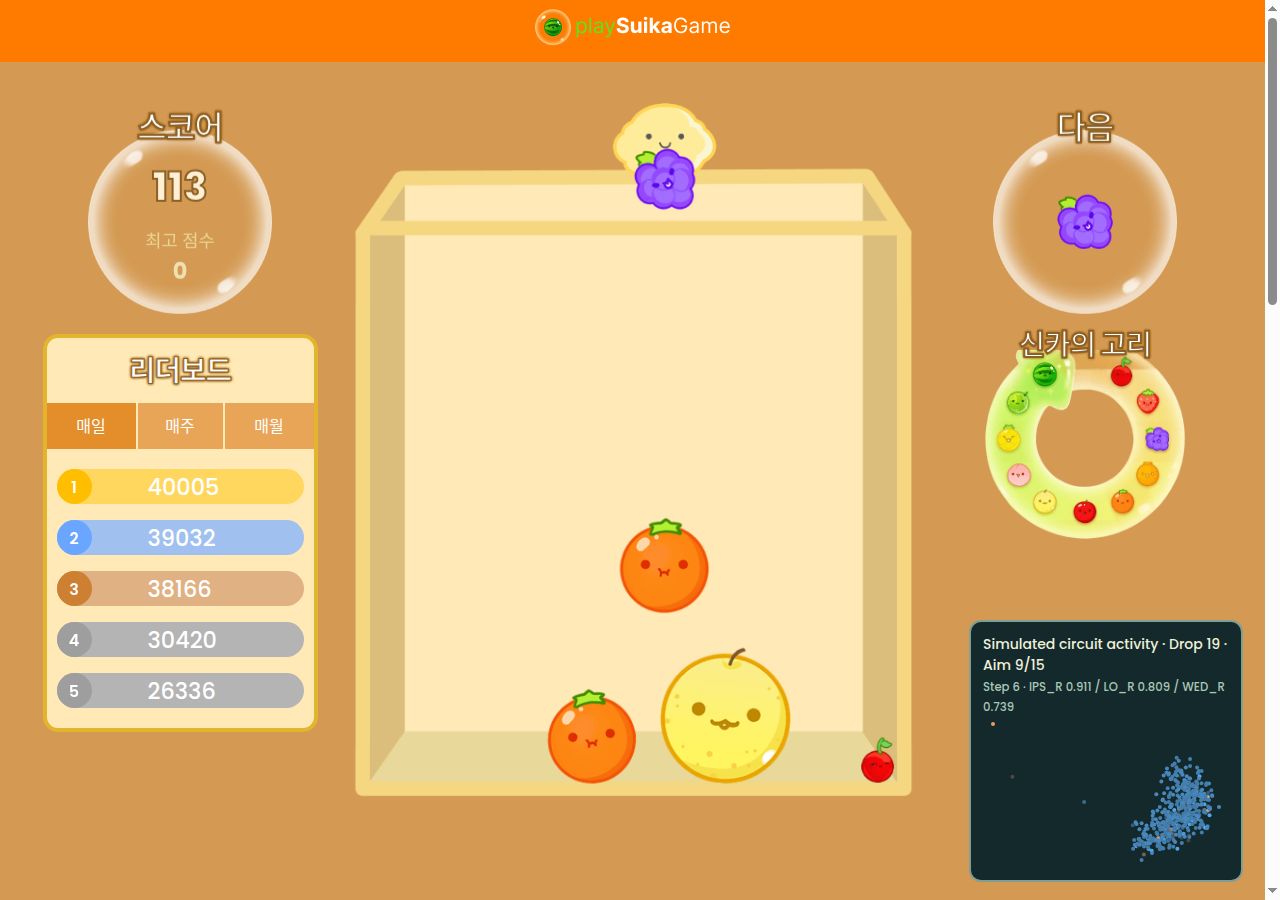 playSuikaGame
스코어
113
최고 점수
0
리더보드
매일 매주 매월
1 40005
2 39032
3 38166
4 30420
5 26336
다음
신카의 고리
Simulated circuit activity · Drop 19 ·
Aim 9/15
Step 6 · IPS_R 0.911 / LO_R 0.809 / WED_R
0.739